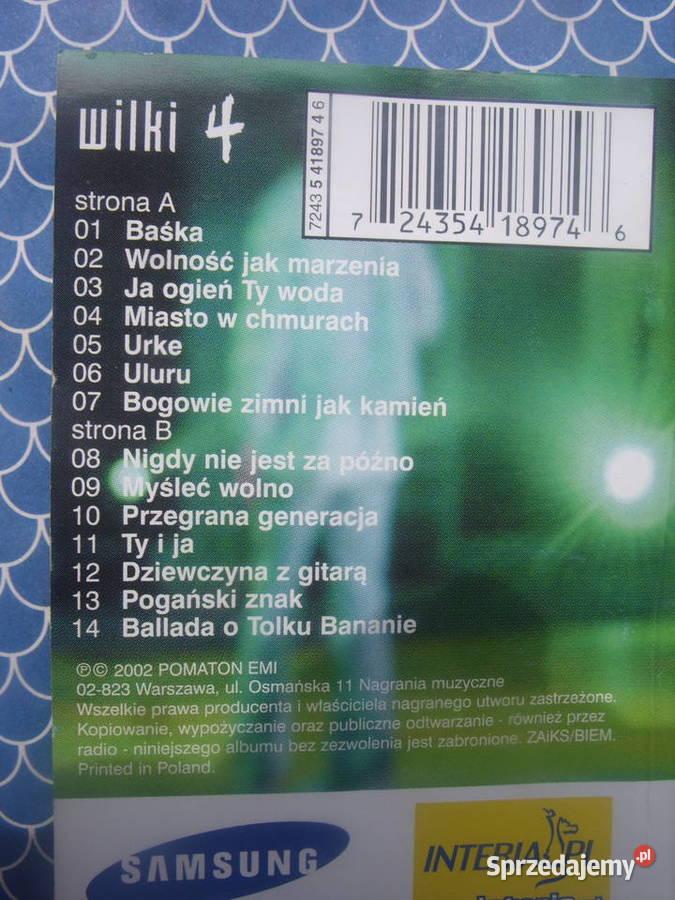 wilki 4
7243 5 41897 4 6
7 24354 18974 6
strona A
01 Baśka
02 Wolność jak marzenia
03 Ja ogień Ty woda
04 Miasto w chmurach
05 Urke
06 Uluru
07 Bogowie zimni jak kamień
strona B
08 Nigdy nie jest za późno
09 Myśleć wolno
10 Przegrana generacja
11 Ty i ja
12 Dziewczyna z gitarą
13 Pogański znak
14 Ballada o Tolku Bananie
℗© 2002 POMATON EMI
02-823 Warszawa, ul. Osmańska 11 Nagrania muzyczne
Wszelkie prawa producenta i właściciela nagranego utworu zastrzeżone.
Kopiowanie, wypożyczanie oraz publiczne odtwarzanie - również przez
radio - niniejszego albumu bez zezwolenia jest zabronione. ZAiKS/BIEM.
Printed in Poland.
SAMSUNG
INTERIA.PL
Sprzedajemy.pl